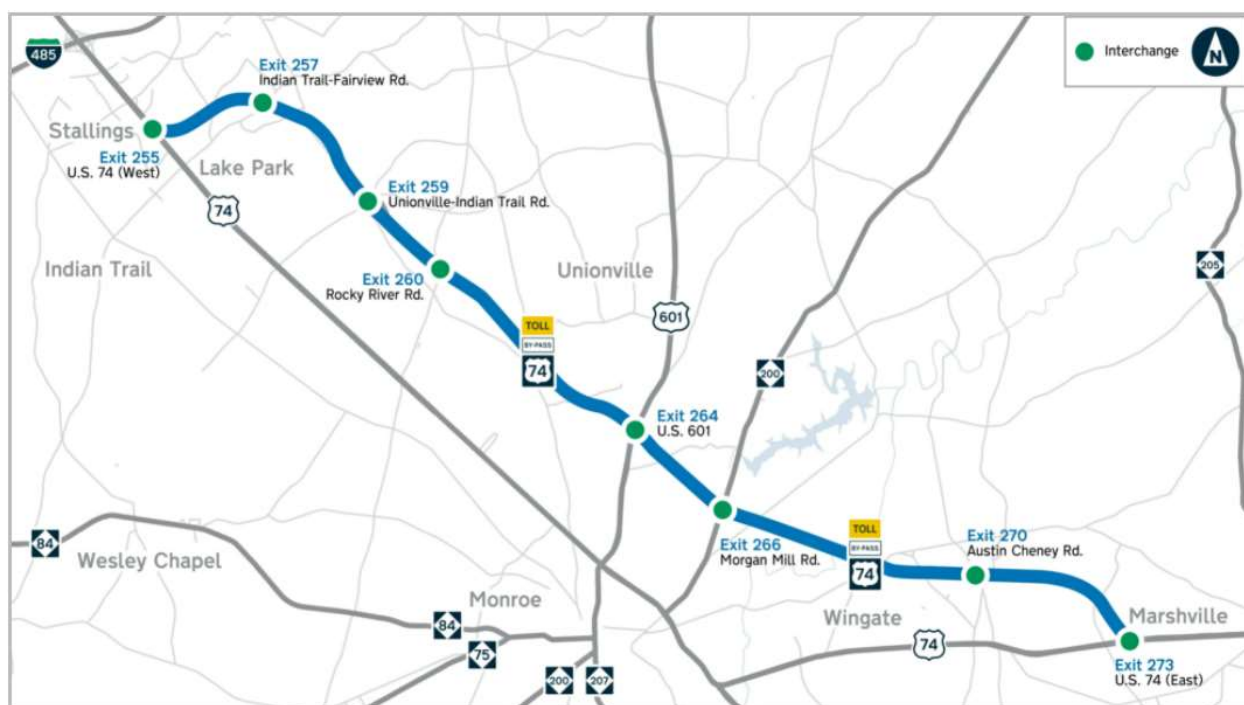 485
Exit 257
Indian Trail-Fairview Rd.
Interchange
N
Stallings
Exit 255
U.S. 74 (West)
Lake Park
74
Exit 259
Unionville-Indian Trail Rd.
Indian Trail
Exit 260
Rocky River Rd.
Unionville
205
601
TOLL
BY-PASS
74
200
Exit 264
U.S. 601
84
Wesley Chapel
Exit 266
Morgan Mill Rd.
TOLL
BY-PASS
74
Exit 270
Austin Cheney Rd.
Monroe
84
75
200
207
Wingate
74
Marshville
Exit 273
U.S. 74 (East)